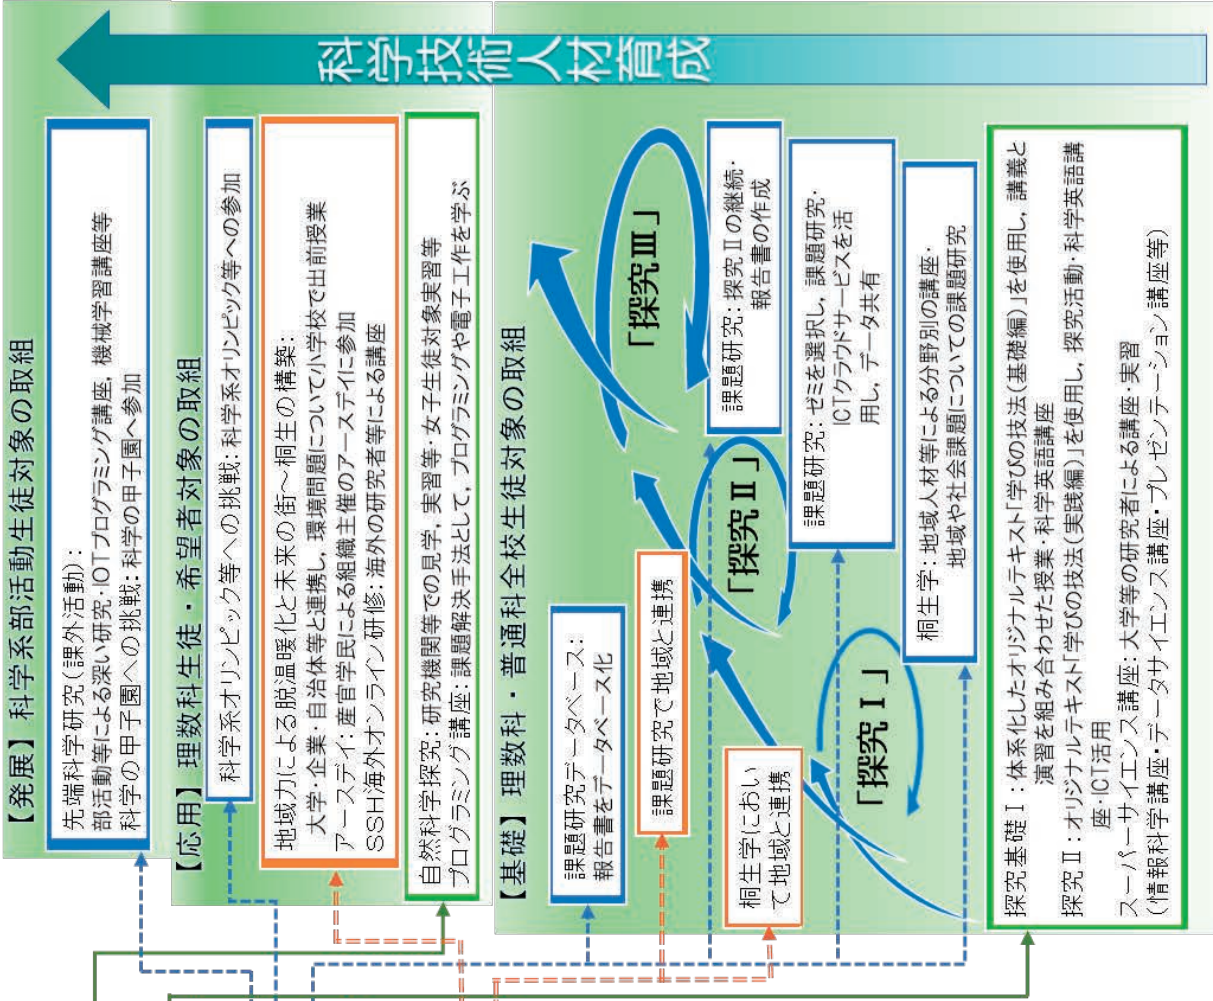 科学技術人材育成
【発展】 科学系部活動生徒対象の取組
先端科学研究(課外活動):
部活動等による深い研究・IOTプログラミング講座, 機械学習講座等
科学の甲子園への挑戦:科学の甲子園へ参加
【応用】 理数科生徒・希望者対象の取組
科学系オリンピック等への挑戦:科学系オリンピック等への参加
地域力による脱温暖化と未来の街〜桐生の構築::
大学・企業・自治体等と連携し, 環境問題について小学校で出前授業
アースデイ:産官学民による組織主催のアースデイに参加
SSH海外オンライン研修:海外の研究者等による講座
自然科学探究:研究機関等での見学, 実習等・女子生徒対象実習等
プログラミング講座:課題解決手法として, プログラミングや電子工作を学ぶ
【基礎】 理数科・普通科全校生徒対象の取組
課題研究データベース:
報告書をデータベース化
課題研究で地域と連携
桐生学におい
て地域と連携
「探究Ⅲ」
「探究Ⅱ」
「探究Ⅰ」
課題研究:探究Ⅱの継続・
報告書の作成
課題研究:ゼミを選択し, 課題研究・
ICTクラウドサービスを活
用し, データ共有
桐生学:地域人材等による分野別の講座・
地域や社会課題についての課題研究
探究基礎Ⅰ:体系化したオリジナルテキスト「学びの技法(基礎編)」を使用し, 講義と
演習を組み合わせた授業・科学英語講座
探究Ⅱ:オリジナルテキスト「学びの技法(実践編)」を使用し, 探究活動・科学英語講
座・ICT活用
スーパーサイエンス講座:大学等の研究者による講座・実習
(情報科学講座・データサイエンス講座・プレゼンテーション講座等)